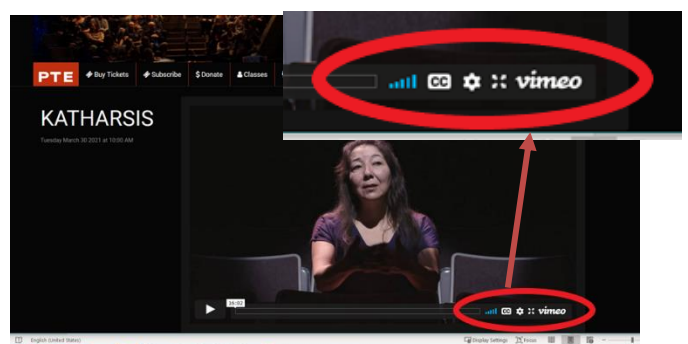 PTE Buy Tickets Subscribe $ Donate Classes
KATHARSIS
Tuesday March 30 2021 at 10:00 AM
CC vimeo
36:02
CC vimeo
English (United States) Display Settings Focus